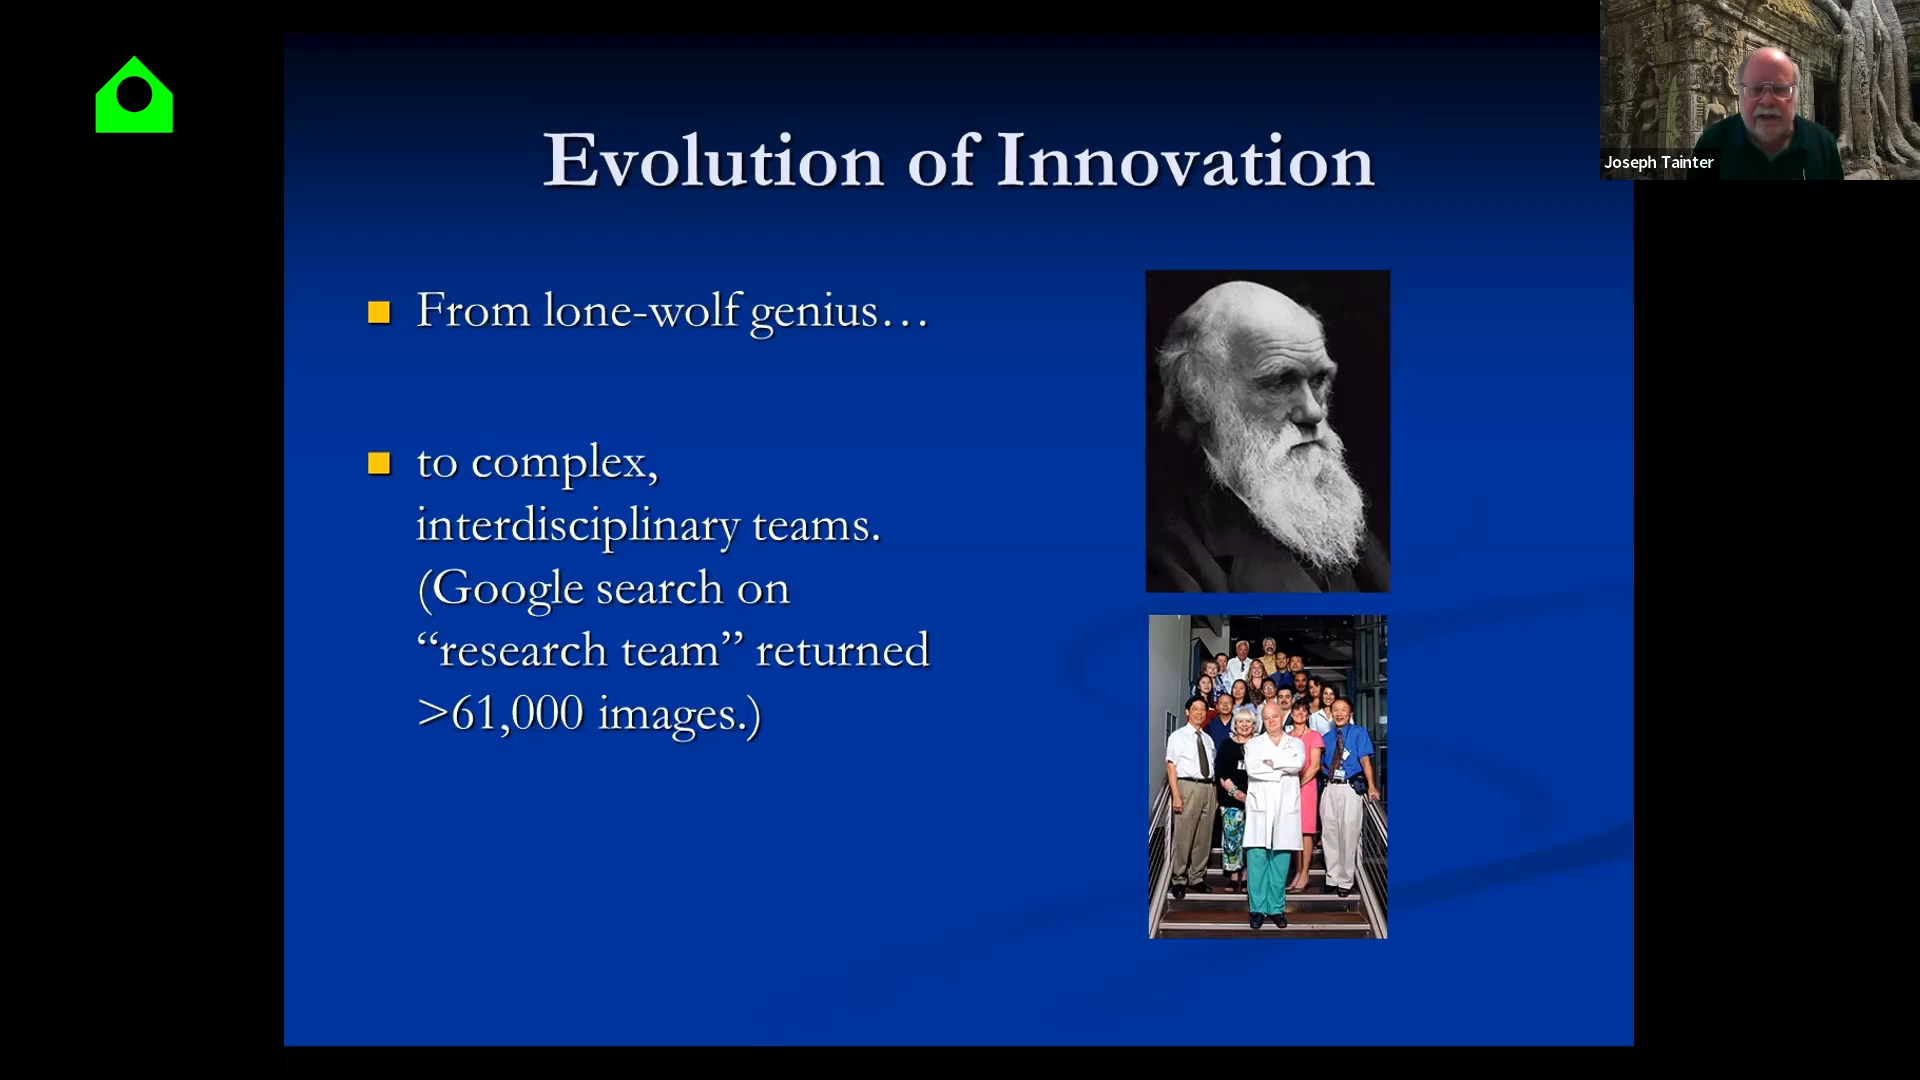 Evolution of Innovation
From lone-wolf genius…
to complex,
interdisciplinary teams.
(Google search on
“research team” returned
>61,000 images.)
Joseph Tainter